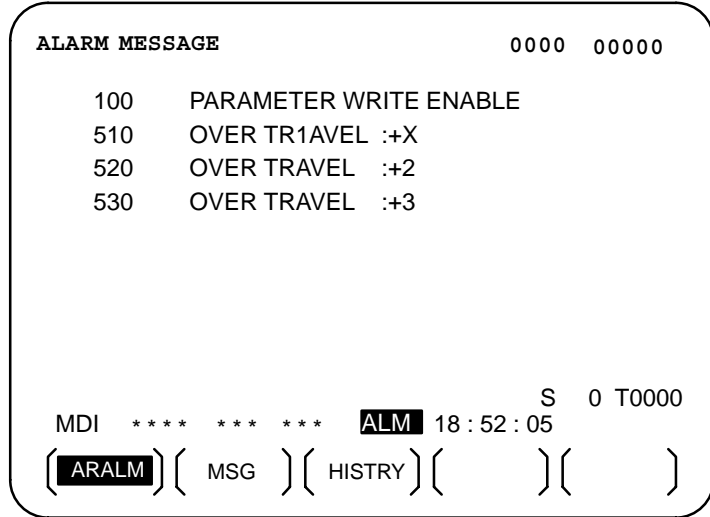 ALARM MESSAGE 0000 00000
100 PARAMETER WRITE ENABLE
510 OVER TR1AVEL :+X
520 OVER TRAVEL :+2
530 OVER TRAVEL :+3
S 0 T0000
MDI **** *** *** ALM 18 : 52 : 05
ARALM MSG HISTRY